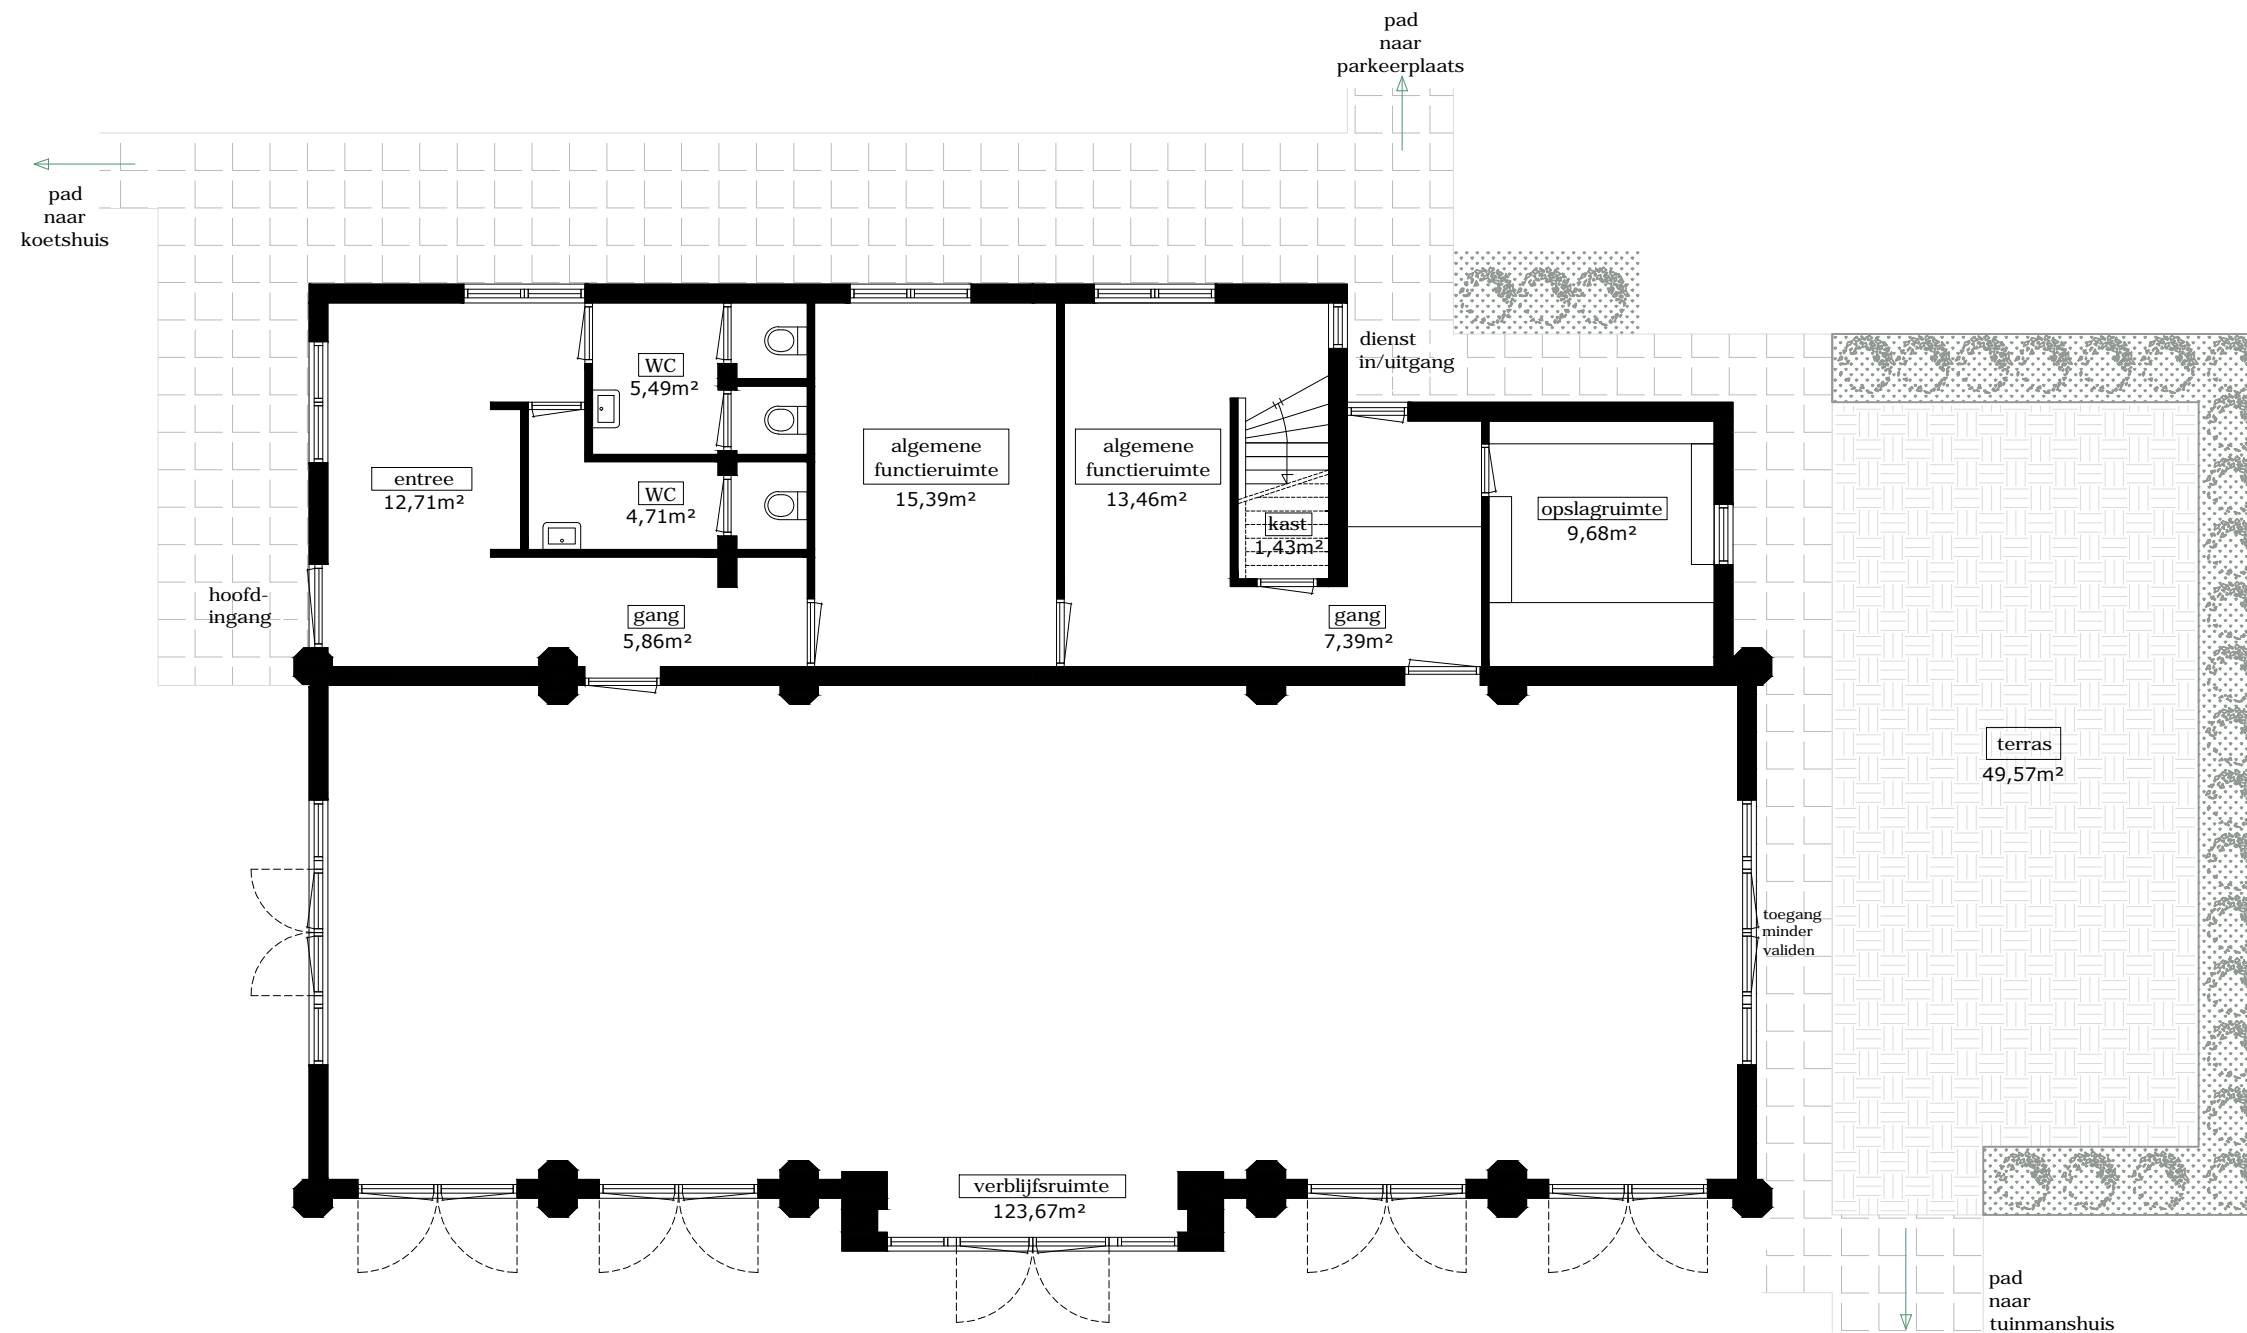 pad
naar
parkeerplaats
pad
naar
koetshuis
dienst
in/uitgang
WC
5,49m²
algemene
functieruimte
15,39m²
algemene
functieruimte
13,46m²
entree
12,71m²
WC
4,71m²
kast
1,43m²
opslagruimte
9,68m²
hoofd-
ingang
gang
5,86m²
gang
7,39m²
terras
49,57m²
toegang
minder
validen
verblijfsruimte
123,67m²
pad
naar
tuinmanshuis